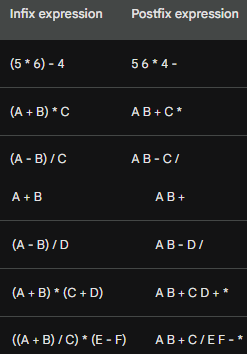 Infix expression Postfix expression
(5 * 6) - 4 5 6 * 4 -
(A + B) * C A B + C *
(A - B) / C A B - C /
A + B A B +
(A - B) / D A B - D /
(A + B) * (C + D) A B + C D + *
((A + B) / C) * (E - F) A B + C / E F - *